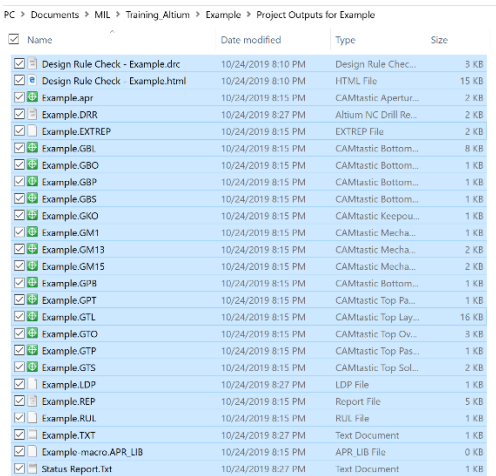 PC > Documents > MIL > Training_Altium > Example > Project Outputs for Example
Name Date modified Type Size
Design Rule Check - Example.drc 10/24/2019 8:10 PM Design Rule Chec... 3 KB
Design Rule Check - Example.html 10/24/2019 8:10 PM HTML File 15 KB
Example.apr 10/24/2019 8:15 PM CAMtastic Apertur... 2 KB
Example.DRR 10/24/2019 8:27 PM Altium NC Drill Re... 2 KB
Example.EXTREP 10/24/2019 8:15 PM EXTREP File 2 KB
Example.GBL 10/24/2019 8:15 PM CAMtastic Bottom... 8 KB
Example.GBO 10/24/2019 8:15 PM CAMtastic Bottom... 1 KB
Example.GBP 10/24/2019 8:15 PM CAMtastic Bottom... 1 KB
Example.GBS 10/24/2019 8:15 PM CAMtastic Bottom... 1 KB
Example.GKO 10/24/2019 8:15 PM CAMtastic Keepou... 1 KB
Example.GM1 10/24/2019 8:15 PM CAMtastic Mecha... 1 KB
Example.GM13 10/24/2019 8:15 PM CAMtastic Mecha... 2 KB
Example.GM15 10/24/2019 8:15 PM CAMtastic Mecha... 2 KB
Example.GPB 10/24/2019 8:15 PM CAMtastic Bottom... 1 KB
Example.GPT 10/24/2019 8:15 PM CAMtastic Top Pa... 1 KB
Example.GTL 10/24/2019 8:15 PM CAMtastic Top Lay... 16 KB
Example.GTO 10/24/2019 8:15 PM CAMtastic Top Ov... 3 KB
Example.GTP 10/24/2019 8:15 PM CAMtastic Top Pas... 1 KB
Example.GTS 10/24/2019 8:15 PM CAMtastic Top Sol... 2 KB
Example.LDP 10/24/2019 8:27 PM LDP File 1 KB
Example.REP 10/24/2019 8:15 PM Report File 5 KB
Example.RUL 10/24/2019 8:15 PM RUL File 1 KB
Example.TXT 10/24/2019 8:27 PM Text Document 1 KB
Example-macro.APR_LIB 10/24/2019 8:15 PM APR_LIB File 0 KB
Status Report.Txt 10/24/2019 8:27 PM Text Document 1 KB